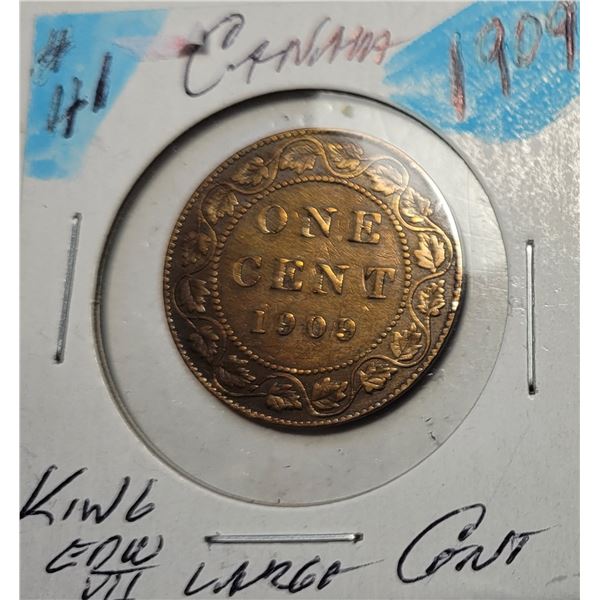 # 141 CANADA 1909
ONE
CENT
1909
KING
EDW LARGE CENT
VII